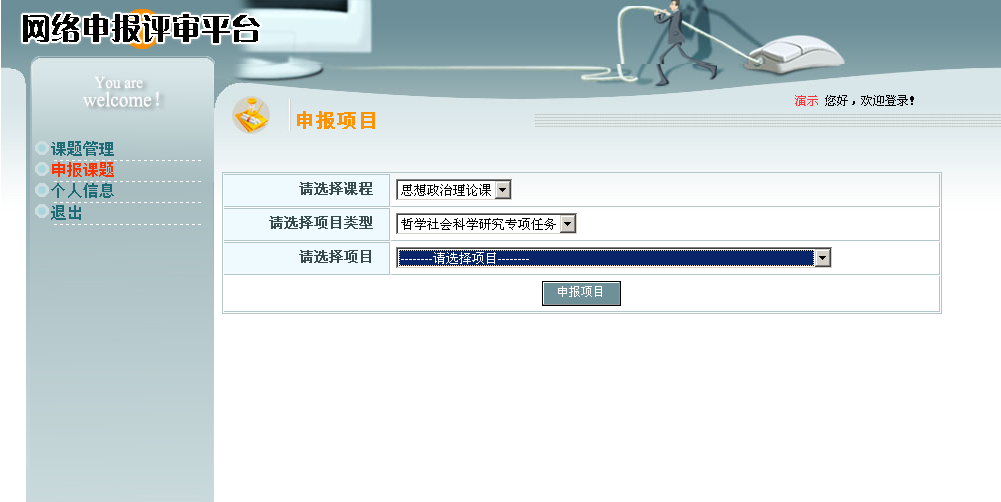 网络申报评审平台
You are
welcome!
演示 您好，欢迎登录!
申报项目
课题管理
申报课题
个人信息
退出
请选择课程 思想政治理论课
请选择项目类型 哲学社会科学研究专项任务
请选择项目 --------请选择项目--------
申报项目